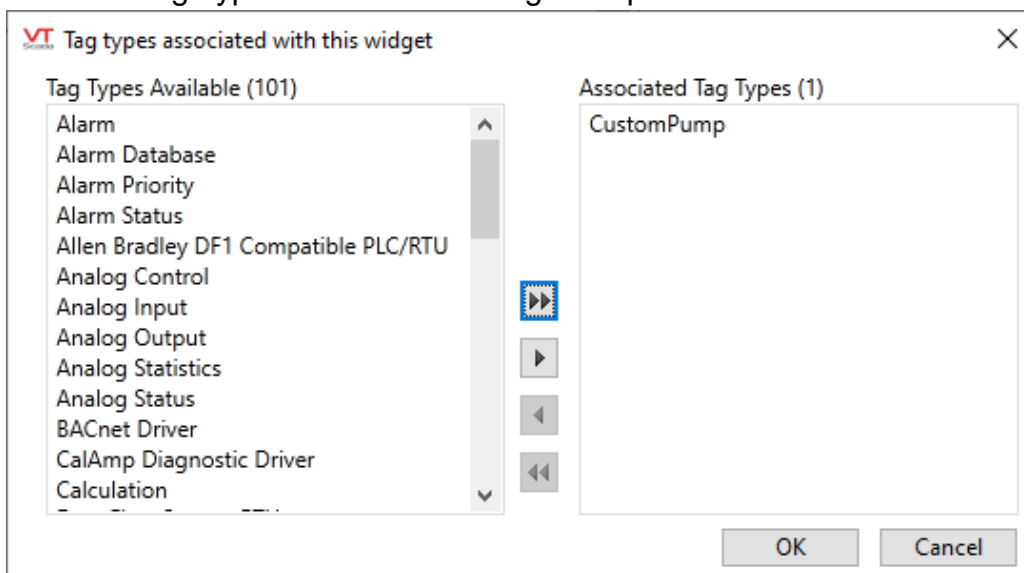 VT
Scada
Tag types associated with this widget
Tag Types Available (101)
Alarm
Alarm Database
Alarm Priority
Alarm Status
Allen Bradley DF1 Compatible PLC/RTU
Analog Control
Analog Input
Analog Output
Analog Statistics
Analog Status
BACnet Driver
CalAmp Diagnostic Driver
Calculation
Associated Tag Types (1)
CustomPump
OK
Cancel